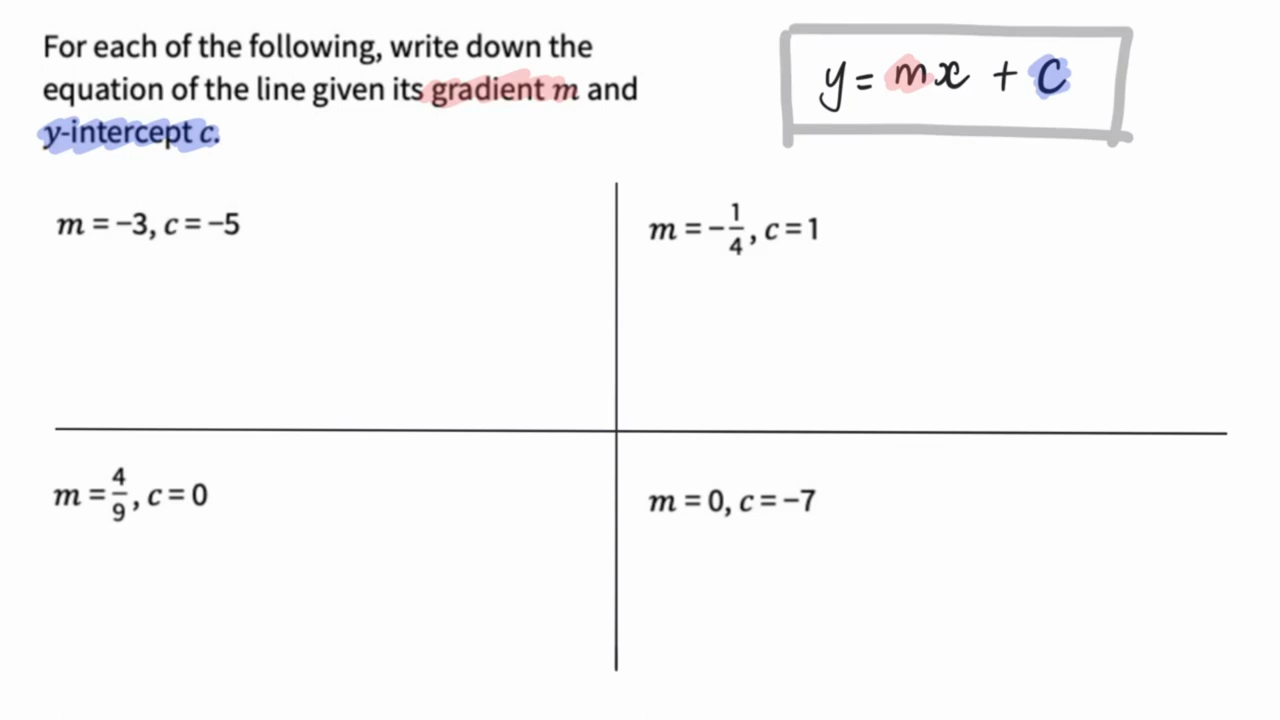 For each of the following, write down the
equation of the line given its gradient m and
y-intercept c.
y = mx + c
m = −3, c = −5
m = −1/4, c = 1
m = 4/9, c = 0
m = 0, c = −7